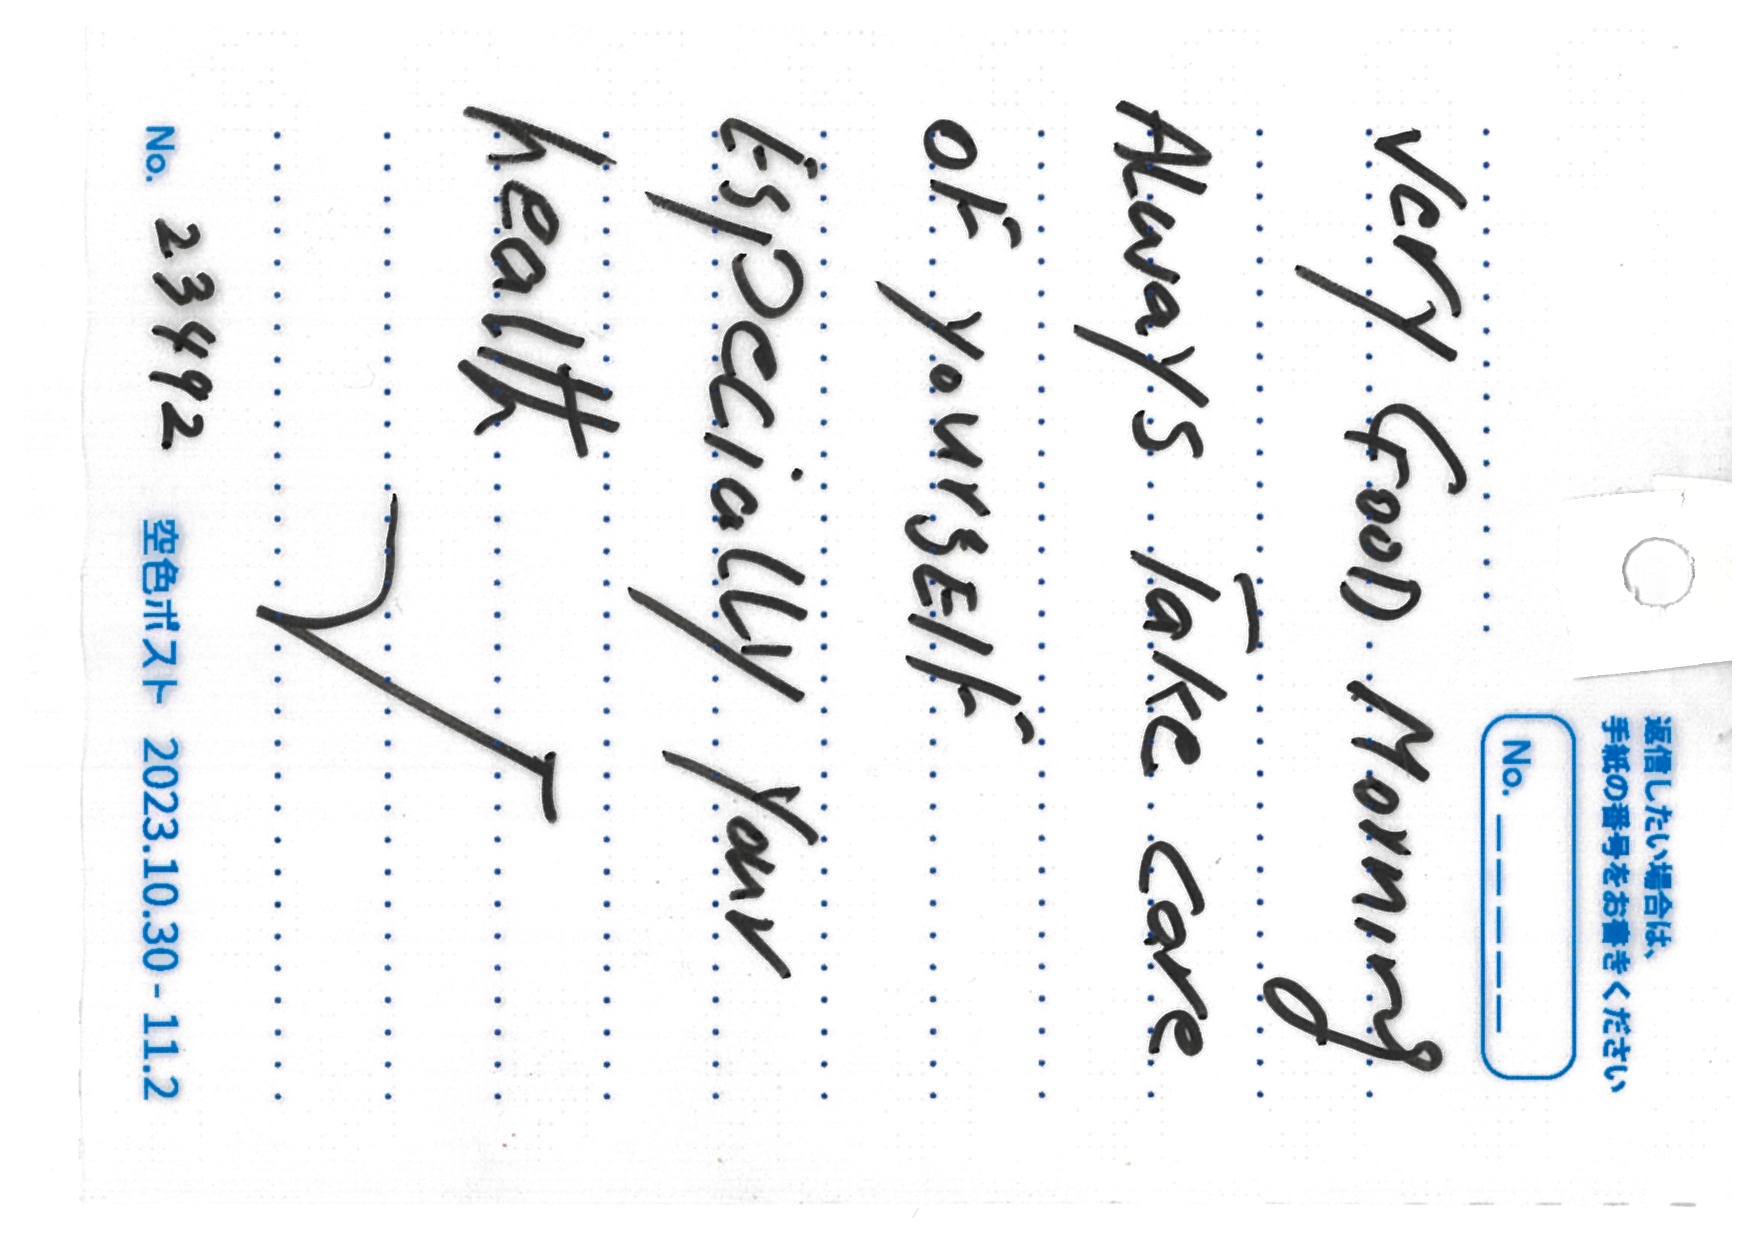 返信したい場合は、
手紙の番号をお書きください
No. _ _ _ _ _
Very GOOD Morning
ALways Take care
oF yoursElF
EspeciaLLy your
health
No. 23492 空色ポスト 2023.10.30 - 11.2